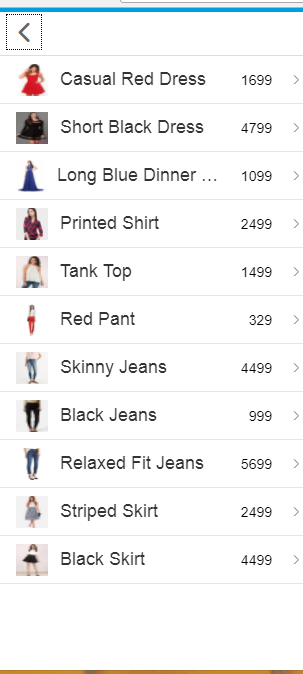 Casual Red Dress 1699
Short Black Dress 4799
Long Blue Dinner ... 1099
Printed Shirt 2499
Tank Top 1499
Red Pant 329
Skinny Jeans 4499
Black Jeans 999
Relaxed Fit Jeans 5699
Striped Skirt 2499
Black Skirt 4499